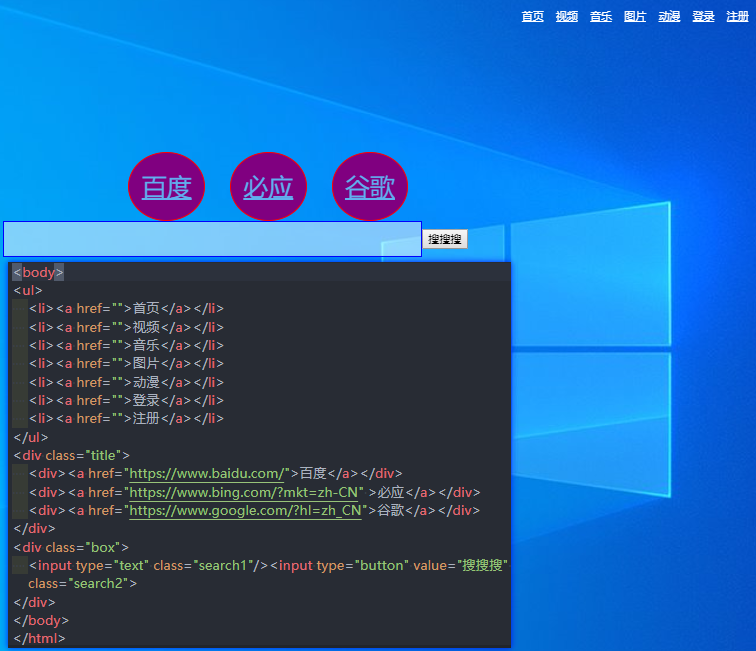 首页 视频 音乐 图片 动漫 登录 注册
百度 必应 谷歌
搜搜搜
<body>
<ul>
<li><a href="">首页</a></li>
<li><a href="">视频</a></li>
<li><a href="">音乐</a></li>
<li><a href="">图片</a></li>
<li><a href="">动漫</a></li>
<li><a href="">登录</a></li>
<li><a href="">注册</a></li>
</ul>
<div class="title">
<div><a href="https://www.baidu.com/">百度</a></div>
<div><a href="https://www.bing.com/?mkt=zh-CN" >必应</a></div>
<div><a href="https://www.google.com/?hl=zh_CN">谷歌</a></div>
</div>
<div class="box">
<input type="text" class="search1"/><input type="button" value="搜搜搜"
class="search2">
</div>
</body>
</html>